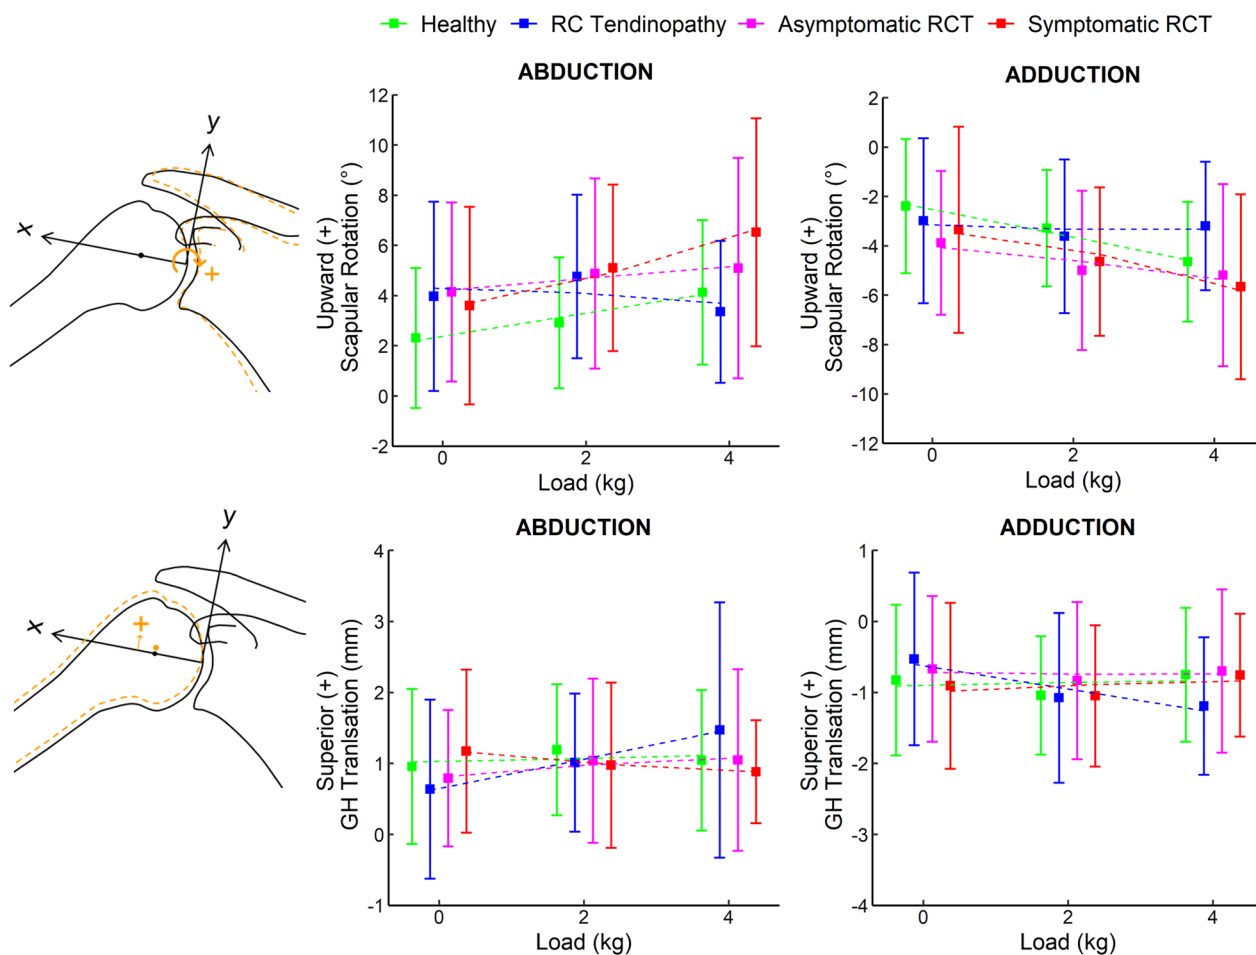 Healthy RC Tendinopathy Asymptomatic RCT Symptomatic RCT
ABDUCTION
ADDUCTION
y
x
+
Upward (+)
Scapular Rotation (°)
12
10
8
6
4
2
0
-2
0 2 4
Load (kg)
Upward (+)
Scapular Rotation (°)
2
0
-2
-4
-6
-8
-10
-12
0 2 4
Load (kg)
ABDUCTION
ADDUCTION
y
x
+
Superior (+)
GH Tranlsation (mm)
4
3
2
1
0
-1
0 2 4
Load (kg)
Superior (+)
GH Tranlsation (mm)
1
0
-1
-2
-3
-4
0 2 4
Load (kg)